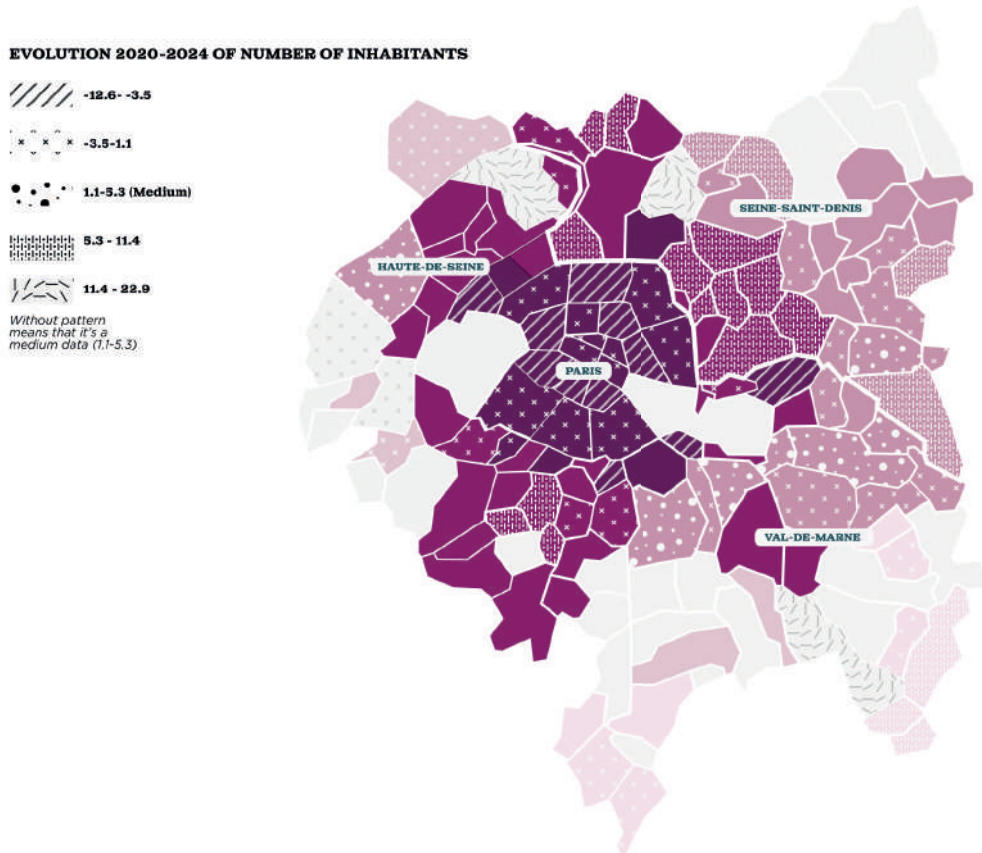 EVOLUTION 2020-2024 OF NUMBER OF INHABITANTS
-12.6- -3.5
-3.5-1.1
1.1-5.3 (Medium)
5.3 - 11.4
11.4 - 22.9
Without pattern
means that it's a
medium data (1.1-5.3)
SEINE-SAINT-DENIS
HAUTE-DE-SEINE
PARIS
VAL-DE-MARNE